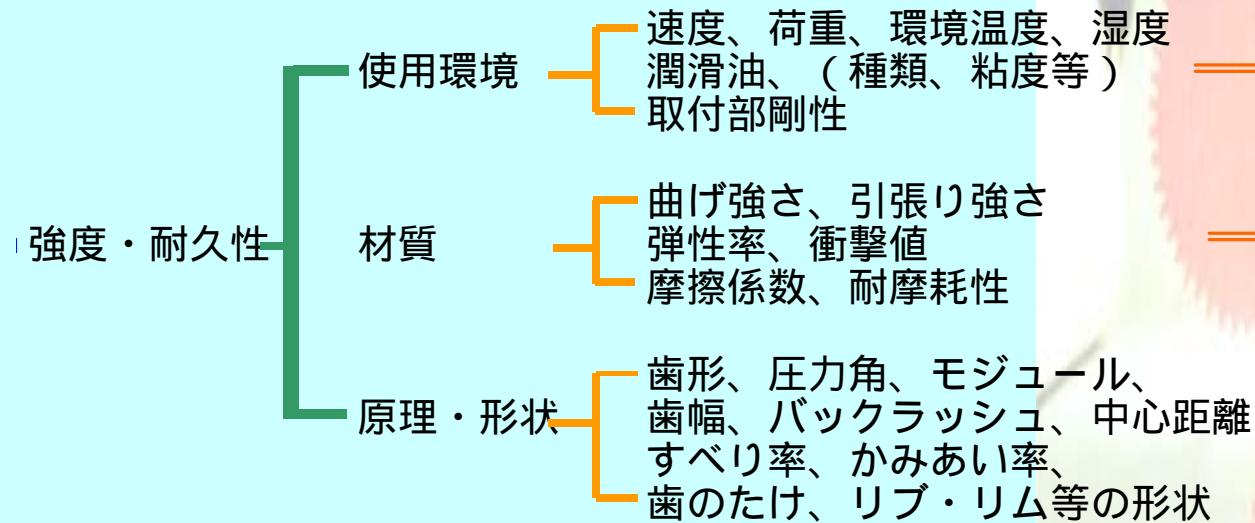 速度、荷重、環境温度、湿度
使用環境
潤滑油、（種類、粘度等）
取付部剛性
曲げ強さ、引張り強さ
強度・耐久性
材質
弾性率、衝撃値
摩擦係数、耐摩耗性
歯形、圧力角、モジュール、
原理・形状
歯幅、バックラッシュ、中心距離
すべり率、かみあい率、
歯のたけ、リブ・リム等の形状